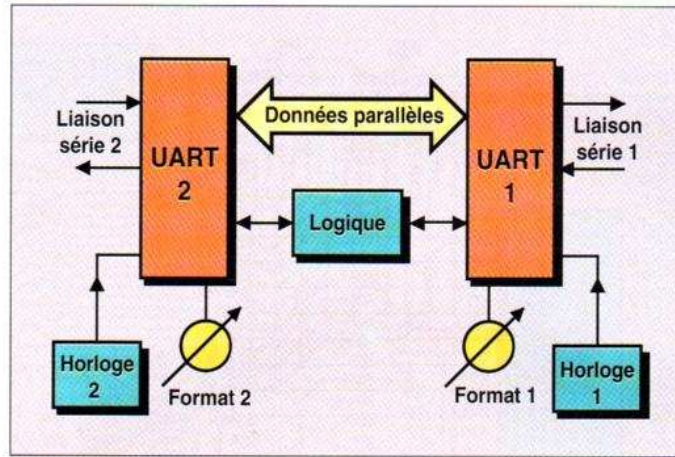 Données parallèles
Liaison
série 2
UART
2
UART
1
Liaison
série 1
Logique
Horloge
2
Format 2
Format 1
Horloge
1